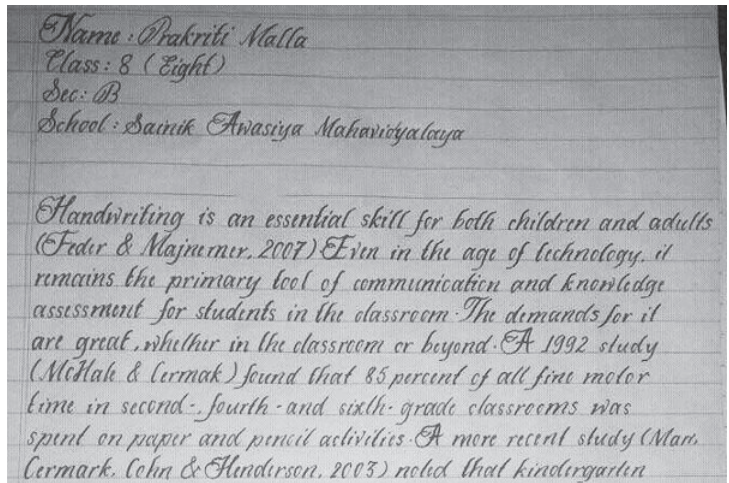 Name : Prakriti Malla
Class : 8 ( Eight)
Sec : B
School : Sainik Awasiya Mahavidyalaya
Handwriting is an essential skill for both children and adults
(Feder & Majnemer, 2007) Even in the age of technology, it
remains the primary tool of communication and knowledge
assessment for students in the classroom. The demands for it
are great, whether in the classroom or beyond. A 1992 study
(McHale & Cermak) found that 85 percent of all fine motor
time in second-, fourth - and sixth- grade classrooms was
spent on paper and pencil activities. A more recent study (Marr,
Cermark, Cohn & Henderson, 2003) noted that kindergarten